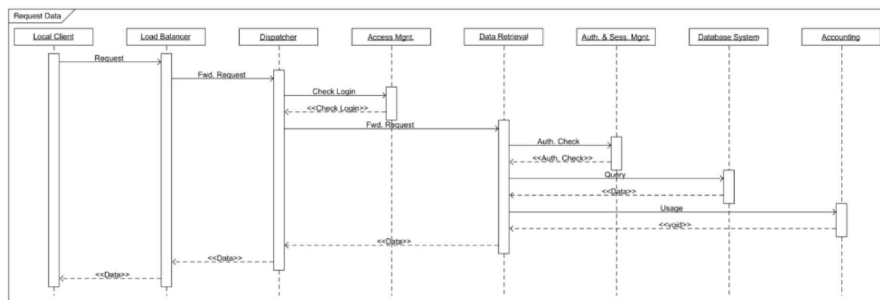 Request Data
Local Client
Load Balancer
Dispatcher
Access Mgnt.
Data Retrieval
Auth. & Sess. Mgnt.
Database System
Accounting
Request
Fwd. Request
Check Login
<<Check Login>>
Fwd. Request
Auth. Check
<<Auth. Check>>
Query
<<Data>>
Usage
<<void>>
<<Data>>
<<Data>>
<<Data>>